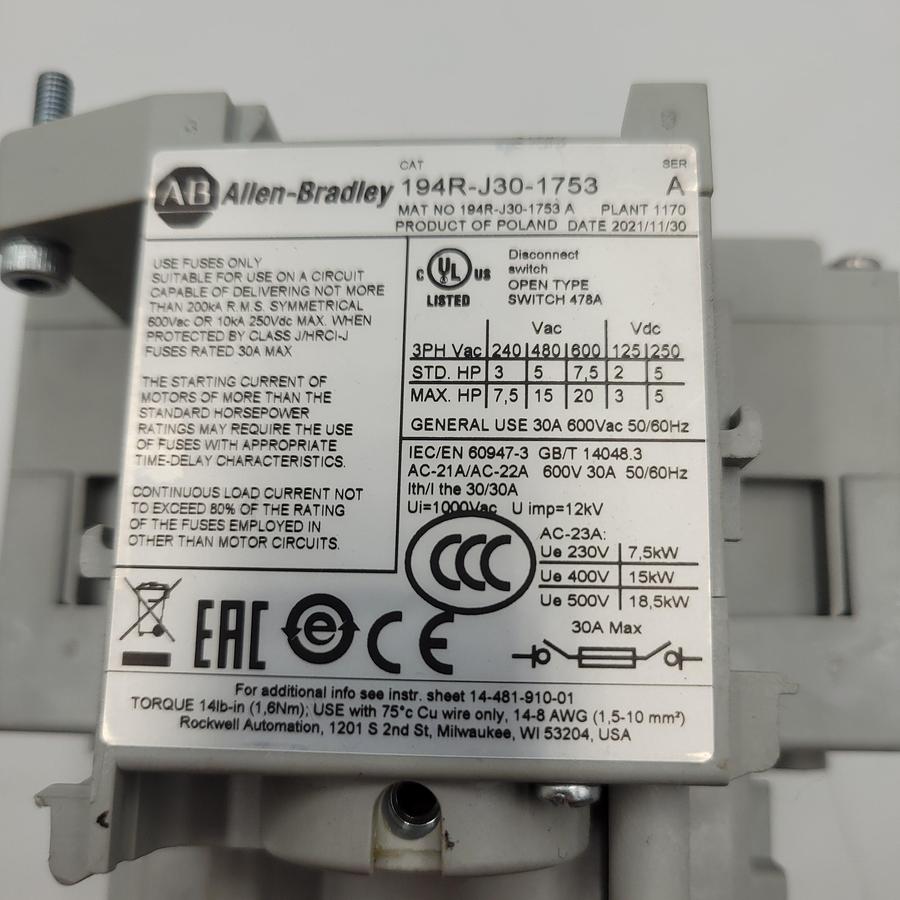 CAT
SER
AB Allen-Bradley 194R-J30-1753 A
MAT NO 194R-J30-1753 A PLANT 1170
PRODUCT OF POLAND DATE 2021/11/30
USE FUSES ONLY
SUITABLE FOR USE ON A CIRCUIT
CAPABLE OF DELIVERING NOT MORE
THAN 200kA R.M.S. SYMMETRICAL
600Vac OR 10kA 250Vdc MAX. WHEN
PROTECTED BY CLASS J/HRCI-J
FUSES RATED 30A MAX
THE STARTING CURRENT OF
MOTORS OF MORE THAN THE
STANDARD HORSEPOWER
RATINGS MAY REQUIRE THE USE
OF FUSES WITH APPROPRIATE
TIME-DELAY CHARACTERISTICS.
CONTINUOUS LOAD CURRENT NOT
TO EXCEED 80% OF THE RATING
OF THE FUSES EMPLOYED IN
OTHER THAN MOTOR CIRCUITS.
C UL US
LISTED
Disconnect
switch
OPEN TYPE
SWITCH 478A
Vac Vdc
3PH Vac 240 480 600 125 250
STD. HP 3 5 7,5 2 5
MAX. HP 7,5 15 20 3 5
GENERAL USE 30A 600Vac 50/60Hz
IEC/EN 60947-3 GB/T 14048.3
AC-21A/AC-22A 600V 30A 50/60Hz
Ith/I the 30/30A
Ui=1000Vac U imp=12kV
CCC
AC-23A:
Ue 230V 7,5kW
Ue 400V 15kW
Ue 500V 18,5kW
30A Max
EAC e CE
For additional info see instr. sheet 14-481-910-01
TORQUE 14lb-in (1,6Nm); USE with 75°c Cu wire only, 14-8 AWG (1,5-10 mm²)
Rockwell Automation, 1201 S 2nd St, Milwaukee, WI 53204, USA